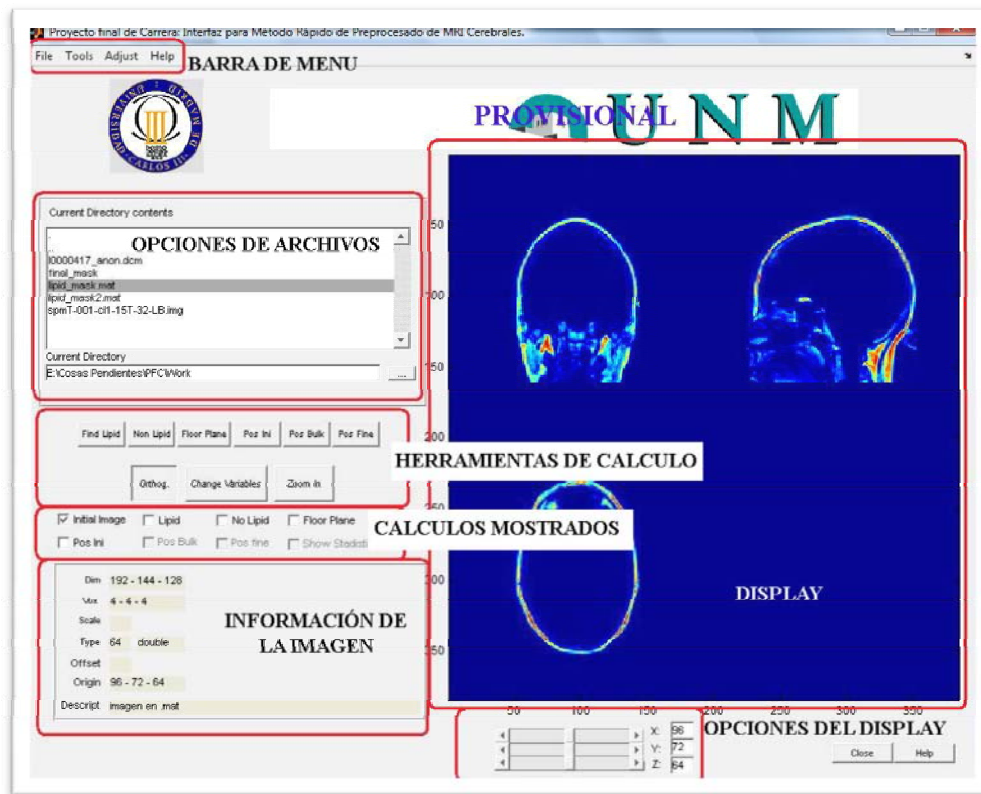 Proyecto final de Carrera: Interfaz para Método Rápido de Preprocesado de MRI Cerebrales.
File Tools Adjust Help
BARRA DE MENU
UNIVERSIDAD CARLOS III DE MADRID
PROVISIONAL
UNM
Current Directory contents
.
..
OPCIONES DE ARCHIVOS
I0000417_anon.dcm
final_mask
lipid_mask.mat
lipid_mask2.mat
spmT-001-cl1-15T-32-LB.img
Current Directory
E:\Cosas Pendientes\PFC\Work
...
Find Lipid Non Lipid Floor Plane Pos Ini Pos Bulk Pos Fine
HERRAMIENTAS DE CALCULO
Orthog. Change Variables Zoom in
Initial Image Lipid No Lipid Floor Plane
CALCULOS MOSTRADOS
Pos Ini Pos Bulk Pos fine Show
Dim 192 - 144 - 128
Vox 4 - 4 - 4
Scale
INFORMACIÓN DE
LA IMAGEN
Type 64 double
Offset
Origin 96 - 72 - 64
Descript imagen en .mat
50
100
150
200
250
300
350
DISPLAY
50 100 150 200 250 300 350
OPCIONES DEL DISPLAY
X: 96
Y: 72
Z: 64
Close Help